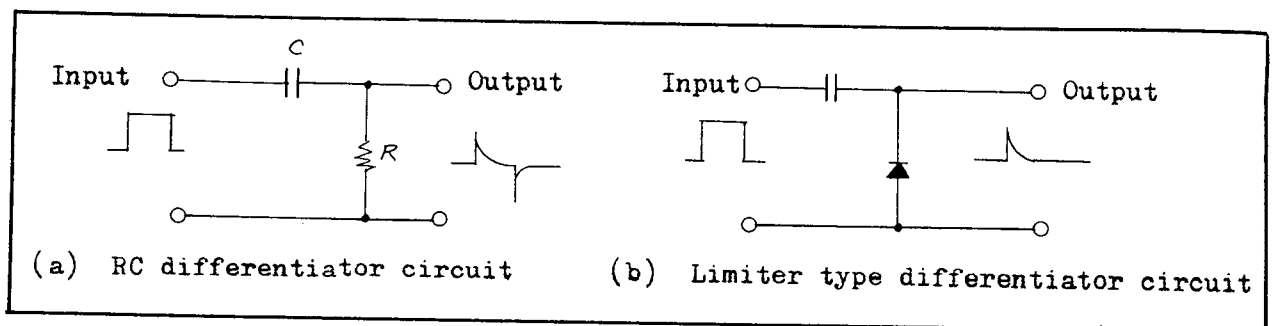 C
Input Output
R
(a) RC differentiator circuit
Input Output
(b) Limiter type differentiator circuit